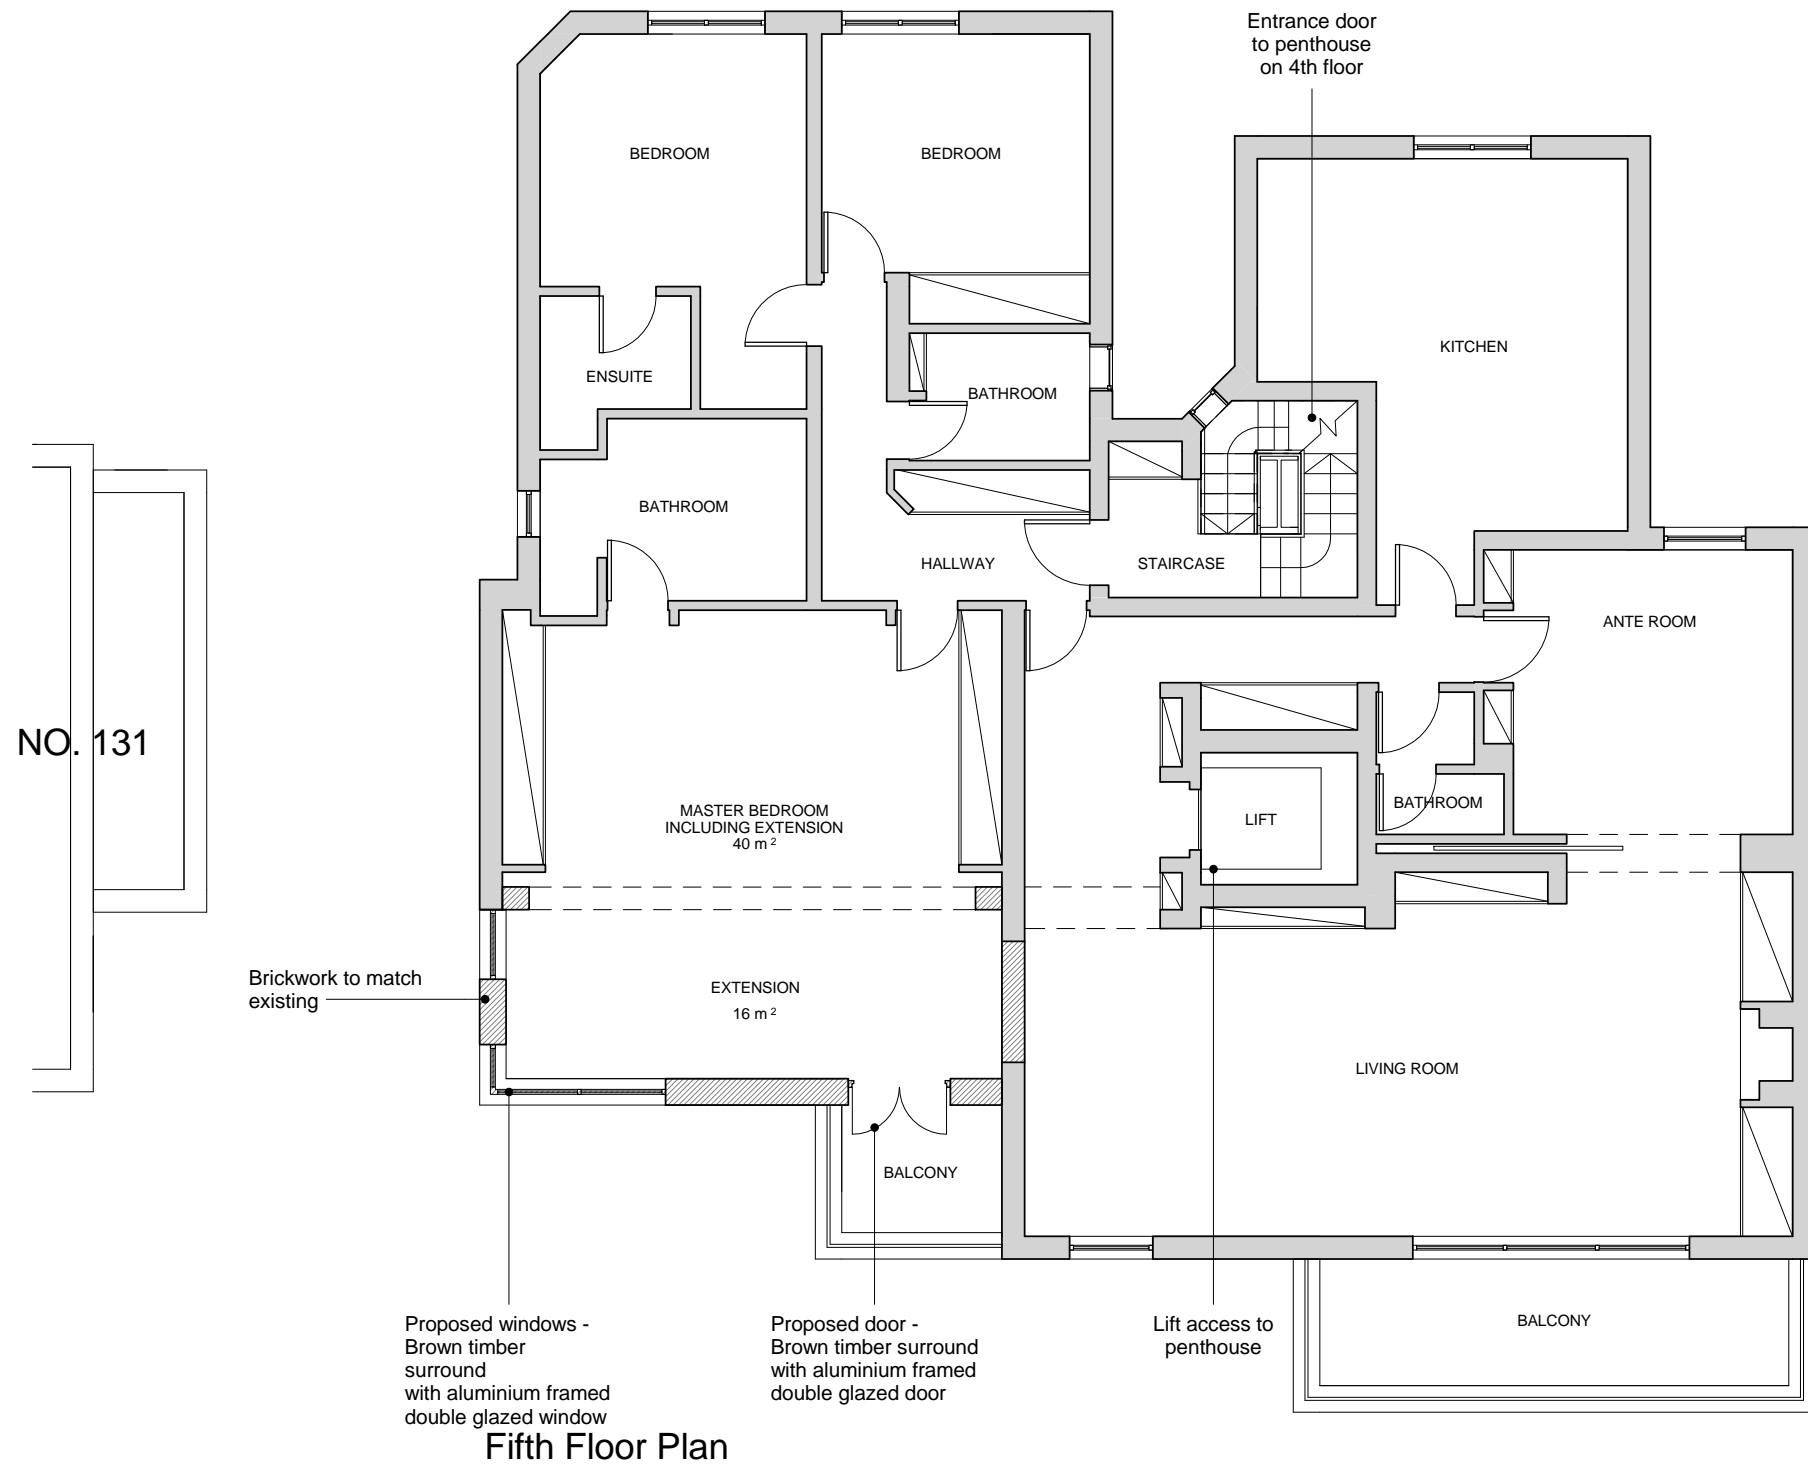 Entrance door
to penthouse
on 4th floor
BEDROOM
BEDROOM
KITCHEN
ENSUITE
BATHROOM
BATHROOM
HALLWAY
STAIRCASE
ANTE ROOM
NO. 131
MASTER BEDROOM
INCLUDING EXTENSION
40 m²
LIFT
BATHROOM
Brickwork to match
existing
EXTENSION
16 m²
LIVING ROOM
BALCONY
BALCONY
Proposed windows -
Brown timber
surround
with aluminium framed
double glazed window
Proposed door -
Brown timber surround
with aluminium framed
double glazed door
Lift access to
penthouse
Fifth Floor Plan